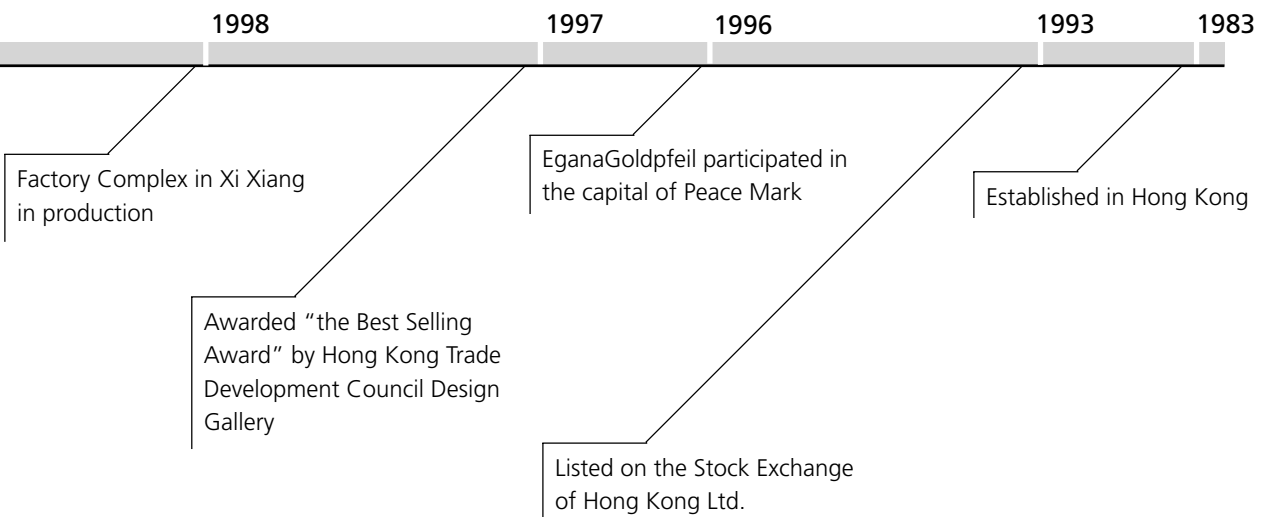 1998
1997
1996
1993
1983
Factory Complex in Xi Xiang
in production
Awarded “the Best Selling
Award” by Hong Kong Trade
Development Council Design
Gallery
EganaGoldpfeil participated in
the capital of Peace Mark
Listed on the Stock Exchange
of Hong Kong Ltd.
Established in Hong Kong